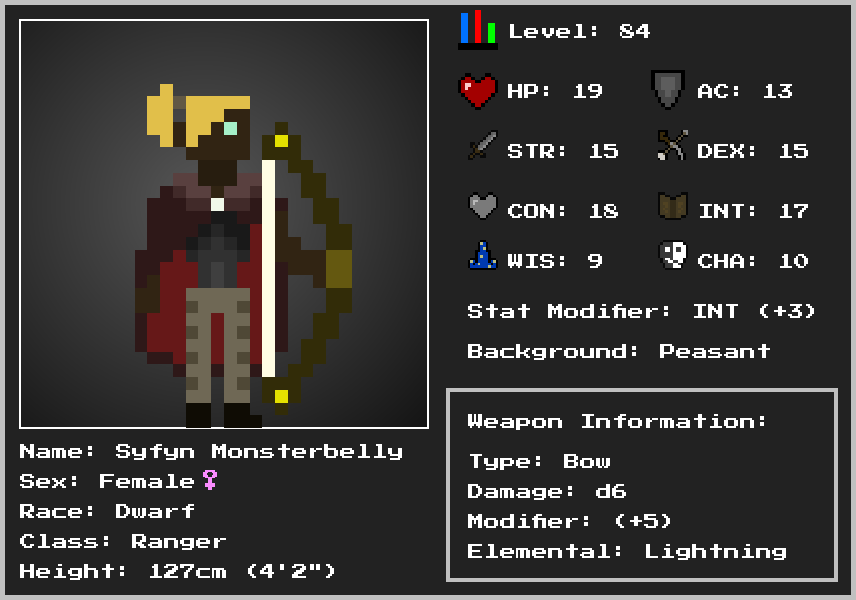 Level: 84
HP: 19
AC: 13
STR: 15
DEX: 15
CON: 18
INT: 17
WIS: 9
CHA: 10
Stat Modifier: INT (+3)
Background: Peasant
Weapon Information:
Type: Bow
Damage: d6
Modifier: (+5)
Elemental: Lightning
Name: Syfyn Monsterbelly
Sex: Female♀
Race: Dwarf
Class: Ranger
Height: 127cm (4'2")